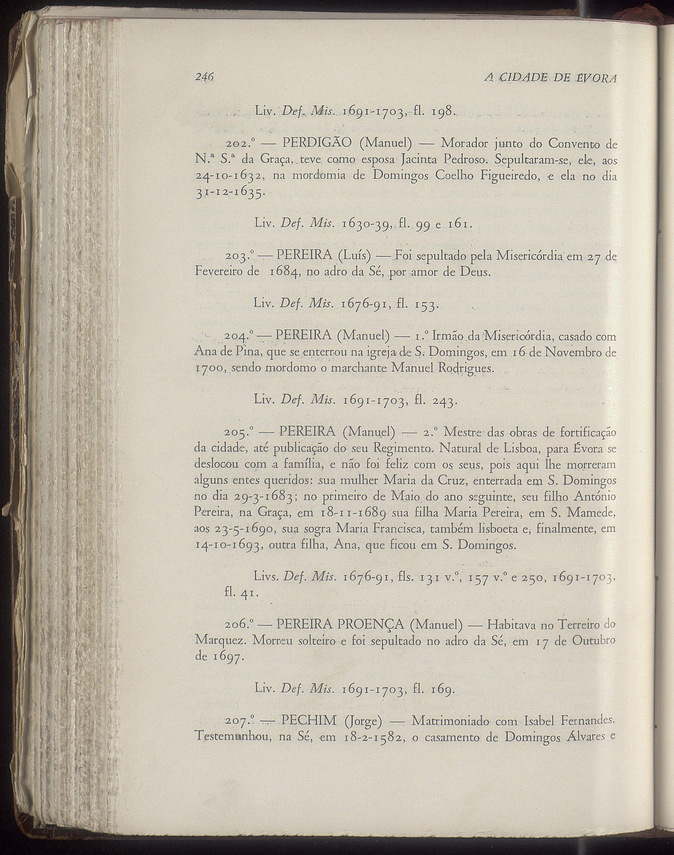 246 A CIDADE DE ÉVORA
Liv. Def. Mis. 1691-1703, fl. 198.
202.º — PERDIGÃO (Manuel) — Morador junto do Convento de
N.ª S.ª da Graça, teve como esposa Jacinta Pedroso. Sepultaram-se, ele, aos
24-10-1632, na mordomia de Domingos Coelho Figueiredo, e ela no dia
31-12-1635.
Liv. Def. Mis. 1630-39, fl. 99 e 161.
203.º — PEREIRA (Luís) — Foi sepultado pela Misericórdia em 27 de
Fevereiro de 1684, no adro da Sé, por amor de Deus.
Liv. Def. Mis. 1676-91, fl. 153.
204.º — PEREIRA (Manuel) — 1.º Irmão da Misericórdia, casado com
Ana de Pina, que se enterrou na igreja de S. Domingos, em 16 de Novembro de
1700, sendo mordomo o marchante Manuel Rodrigues.
Liv. Def. Mis. 1691-1703, fl. 243.
205.º — PEREIRA (Manuel) — 2.º Mestre das obras de fortificação
da cidade, até publicação do seu Regimento. Natural de Lisboa, para Évora se
deslocou com a família, e não foi feliz com os seus, pois aqui lhe morreram
alguns entes queridos: sua mulher Maria da Cruz, enterrada em S. Domingos
no dia 29-3-1683; no primeiro de Maio do ano seguinte, seu filho António
Pereira, na Graça, em 18-11-1689 sua filha Maria Pereira, em S. Mamede,
aos 23-5-1690, sua sogra Maria Francisca, também lisboeta e, finalmente, em
14-10-1693, outra filha, Ana, que ficou em S. Domingos.
Livs. Def. Mis. 1676-91, fls. 131 v.º, 157 v.º e 250, 1691-1703,
fl. 41.
206.º — PEREIRA PROENÇA (Manuel) — Habitava no Terreiro do
Marquez. Morreu solteiro e foi sepultado no adro da Sé, em 17 de Outubro
de 1697.
Liv. Def. Mis. 1691-1703, fl. 169.
207.º — PECHIM (Jorge) — Matrimoniado com Isabel Fernandes.
Testemunhou, na Sé, em 18-2-1582, o casamento de Domingos Álvares e